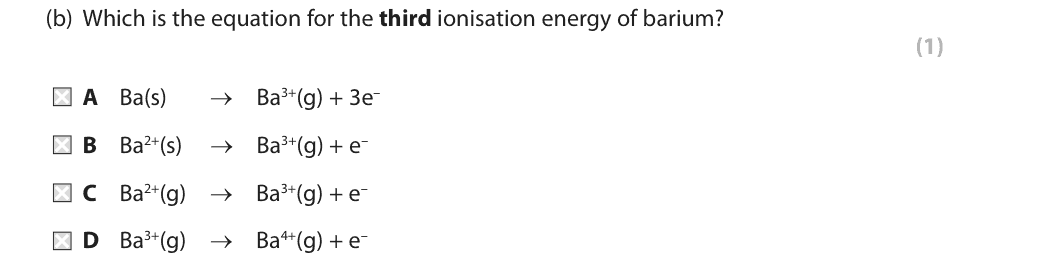 (b) Which is the equation for the third ionisation energy of barium?
(1)
A Ba(s) → Ba³⁺(g) + 3e⁻
B Ba²⁺(s) → Ba³⁺(g) + e⁻
C Ba²⁺(g) → Ba³⁺(g) + e⁻
D Ba³⁺(g) → Ba⁴⁺(g) + e⁻